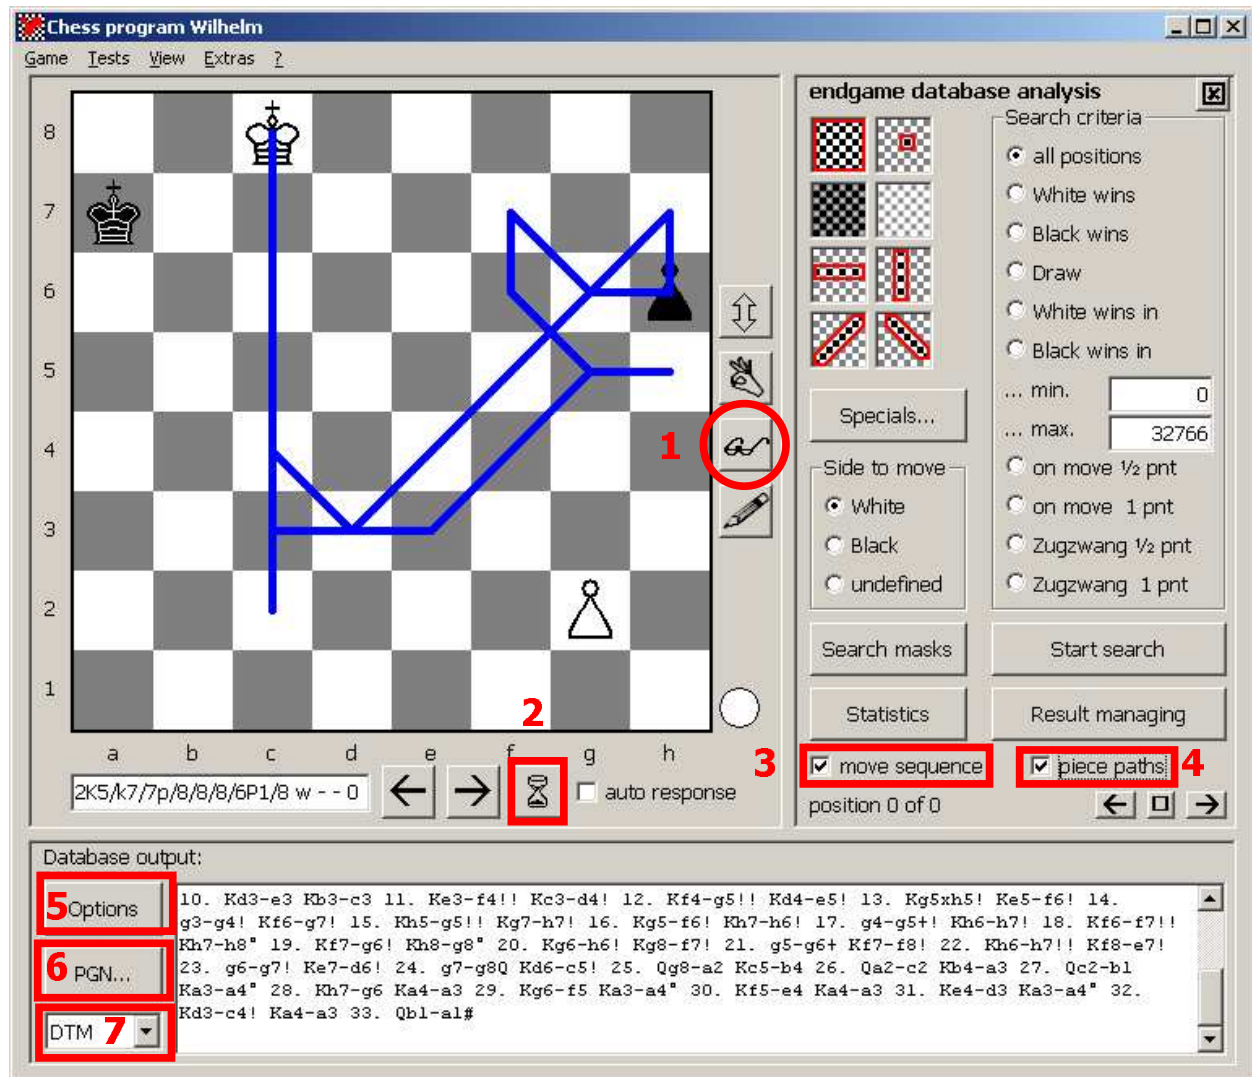 Chess program Wilhelm
Game Tests View Extras ?
8
7
6
5
4
3
2
1
a b c d e f g h
1
2
2K5/k7/7p/8/8/8/6P1/8 w - - 0
auto response
endgame database analysis
Search criteria
all positions
White wins
Black wins
Draw
White wins in
Black wins in
... min. 0
... max. 32766
on move ½ pnt
on move 1 pnt
Zugzwang ½ pnt
Zugzwang 1 pnt
Specials...
Side to move
White
Black
undefined
Search masks
Start search
Statistics
Result managing
3 move sequence
piece paths 4
position 0 of 0
Database output:
5 Options
6 PGN...
DTM 7
10. Kd3-e3 Kb3-c3 11. Ke3-f4!! Kc3-d4! 12. Kf4-g5!! Kd4-e5! 13. Kg5xh5! Ke5-f6! 14.
g3-g4! Kf6-g7! 15. Kh5-g5!! Kg7-h7! 16. Kg5-f6! Kh7-h6! 17. g4-g5+! Kh6-h7! 18. Kf6-f7!!
Kh7-h8" 19. Kf7-g6! Kh8-g8" 20. Kg6-h6! Kg8-f7! 21. g5-g6+ Kf7-f8! 22. Kh6-h7!! Kf8-e7!
23. g6-g7! Ke7-d6! 24. g7-g8Q Kd6-c5! 25. Qg8-a2 Kc5-b4 26. Qa2-c2 Kb4-a3 27. Qc2-b1
Ka3-a4" 28. Kh7-g6 Ka4-a3 29. Kg6-f5 Ka3-a4" 30. Kf5-e4 Ka4-a3 31. Ke4-d3 Ka3-a4" 32.
Kd3-c4! Ka4-a3 33. Qb1-a1#